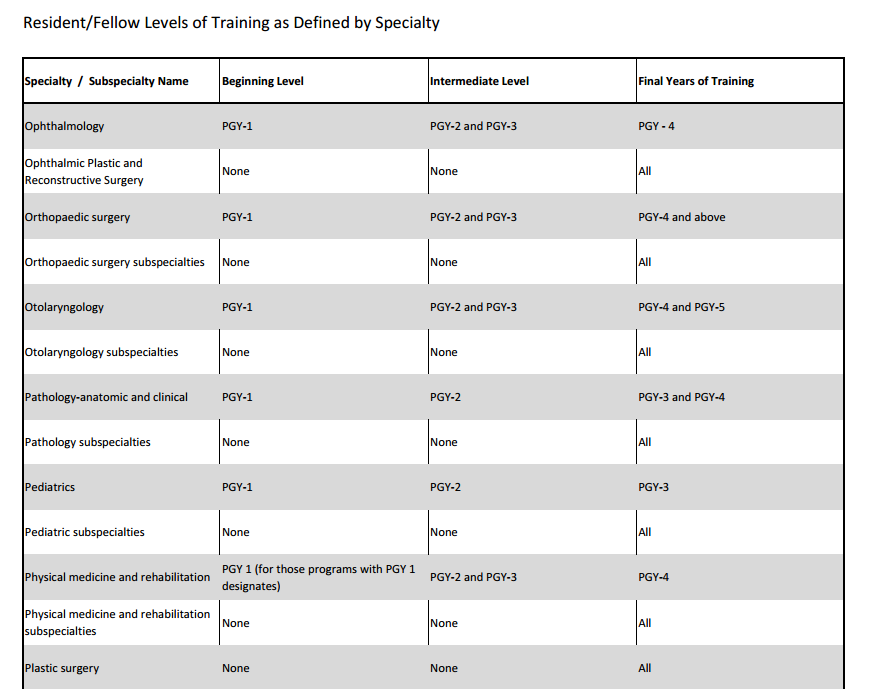 Resident/Fellow Levels of Training as Defined by Specialty
Specialty / Subspecialty Name Beginning Level Intermediate Level Final Years of Training
Ophthalmology PGY-1 PGY-2 and PGY-3 PGY - 4
Ophthalmic Plastic and
Reconstructive Surgery None None All
Orthopaedic surgery PGY-1 PGY-2 and PGY-3 PGY-4 and above
Orthopaedic surgery subspecialties None None All
Otolaryngology PGY-1 PGY-2 and PGY-3 PGY-4 and PGY-5
Otolaryngology subspecialties None None All
Pathology-anatomic and clinical PGY-1 PGY-2 PGY-3 and PGY-4
Pathology subspecialties None None All
Pediatrics PGY-1 PGY-2 PGY-3
Pediatric subspecialties None None All
Physical medicine and rehabilitation PGY 1 (for those programs with PGY 1
designates) PGY-2 and PGY-3 PGY-4
Physical medicine and rehabilitation
subspecialties None None All
Plastic surgery None None All